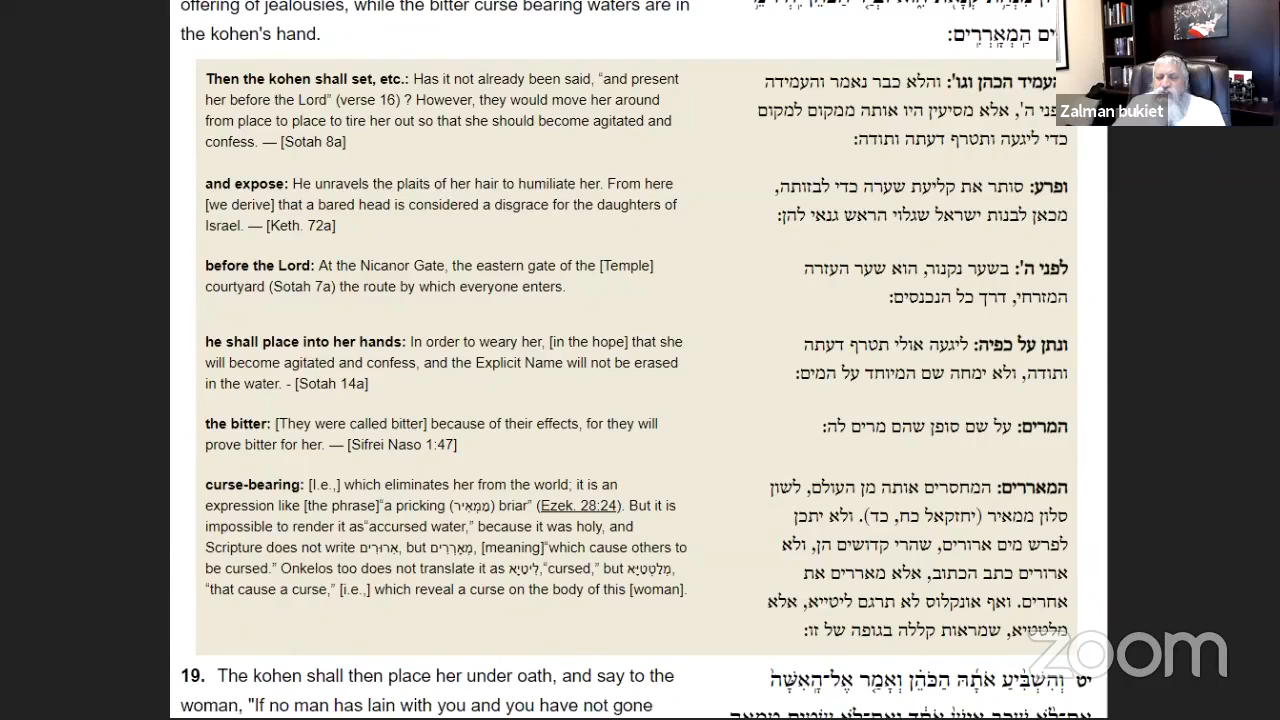 offering of jealousies, while the bitter curse bearing waters are in
the kohen's hand.
Then the kohen shall set, etc.: Has it not already been said, “and present
her before the Lord” (verse 16) ? However, they would move her around
from place to place to tire her out so that she should become agitated and
confess. — [Sotah 8a]
and expose: He unravels the plaits of her hair to humiliate her. From here
[we derive] that a bared head is considered a disgrace for the daughters of
Israel. — [Keth. 72a]
before the Lord: At the Nicanor Gate, the eastern gate of the [Temple]
courtyard (Sotah 7a) the route by which everyone enters.
he shall place into her hands: In order to weary her, [in the hope] that she
will become agitated and confess, and the Explicit Name will not be erased
in the water. - [Sotah 14a]
the bitter: [They were called bitter] because of their effects, for they will
prove bitter for her. — [Sifrei Naso 1:47]
curse-bearing: [I.e.,] which eliminates her from the world; it is an
expression like [the phrase]“a pricking (מַמְאִיר) briar” (Ezek. 28:24). But it is
impossible to render it as“accursed water,” because it was holy, and
Scripture does not write אֲרוּרִים, but מְאָרֲרִים, [meaning]“which cause others to
be cursed.” Onkelos too does not translate it as לִיטַיָא,“cursed,” but מְלַטְטַיָּא,
“that cause a curse,” [i.e.,] which reveal a curse on the body of this [woman].
19. The kohen shall then place her under oath, and say to the
woman, "If no man has lain with you and you have not gone
הַמְאָרֲרִים:
הכהן וגו': והלא כבר נאמר והעמידה
ה', אלא מסיעין היו אותה ממקום למקום
כדי ליגעה ותטרף דעתה ותודה:
ופרע: סותר את קליעת שערה כדי לבזותה,
מכאן לבנות ישראל שגלוי הראש גנאי להן:
לפני ה': בשער נקנור, הוא שער העזרה
המזרחי, דרך כל הנכנסים:
ונתן על כפיה: ליגעה אולי תטרף דעתה
ותודה, ולא ימחה שם המיוחד על המים:
המרים: על שם סופן שהם מרים לה:
המאררים: המחסרים אותה מן העולם, לשון
סלון ממאיר (יחזקאל כח, כד). ולא יתכן
לפרש מים ארורים, שהרי קדושים הן, ולא
ארורים כתב הכתוב, אלא מאררים את
אחרים. ואף אונקלוס לא תרגם ליטייא, אלא
מלטטיא, שמראות קללה בגופה של זו:
יט וְהִשְׁבִּיעַ אֹתָהּ הַכֹּהֵן וְאָמַר אֶל־הָאִשָּׁה
Zalman bukiet
zoom